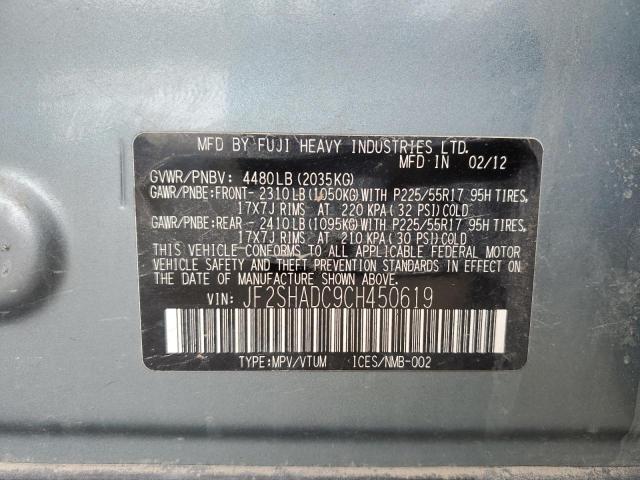 MFD BY FUJI HEAVY INDUSTRIES LTD.
MFD IN 02/12
GVWR/PNBV: 4480LB (2035KG)
GAWR/PNBE:FRONT- 2310LB (1050KG) WITH P225/55R17 95H TIRES,
17X7J RIMS AT 220 KPA (32 PSI) COLD
GAWR/PNBE:REAR - 2410LB (1095KG) WITH P225/55R17 95H TIRES,
17X7J RIMS AT 210 KPA (30 PSI) COLD
THIS VEHICLE CONFORMS TO ALL APPLICABLE FEDERAL MOTOR
VEHICLE SAFETY AND THEFT PREVENTION STANDARDS IN EFFECT
ON THE DATE OF MANUFACTURE SHOWN ABOVE.
VIN: JF2SHADC9CH450619
TYPE:MPV/VTUM ICES/NMB-002